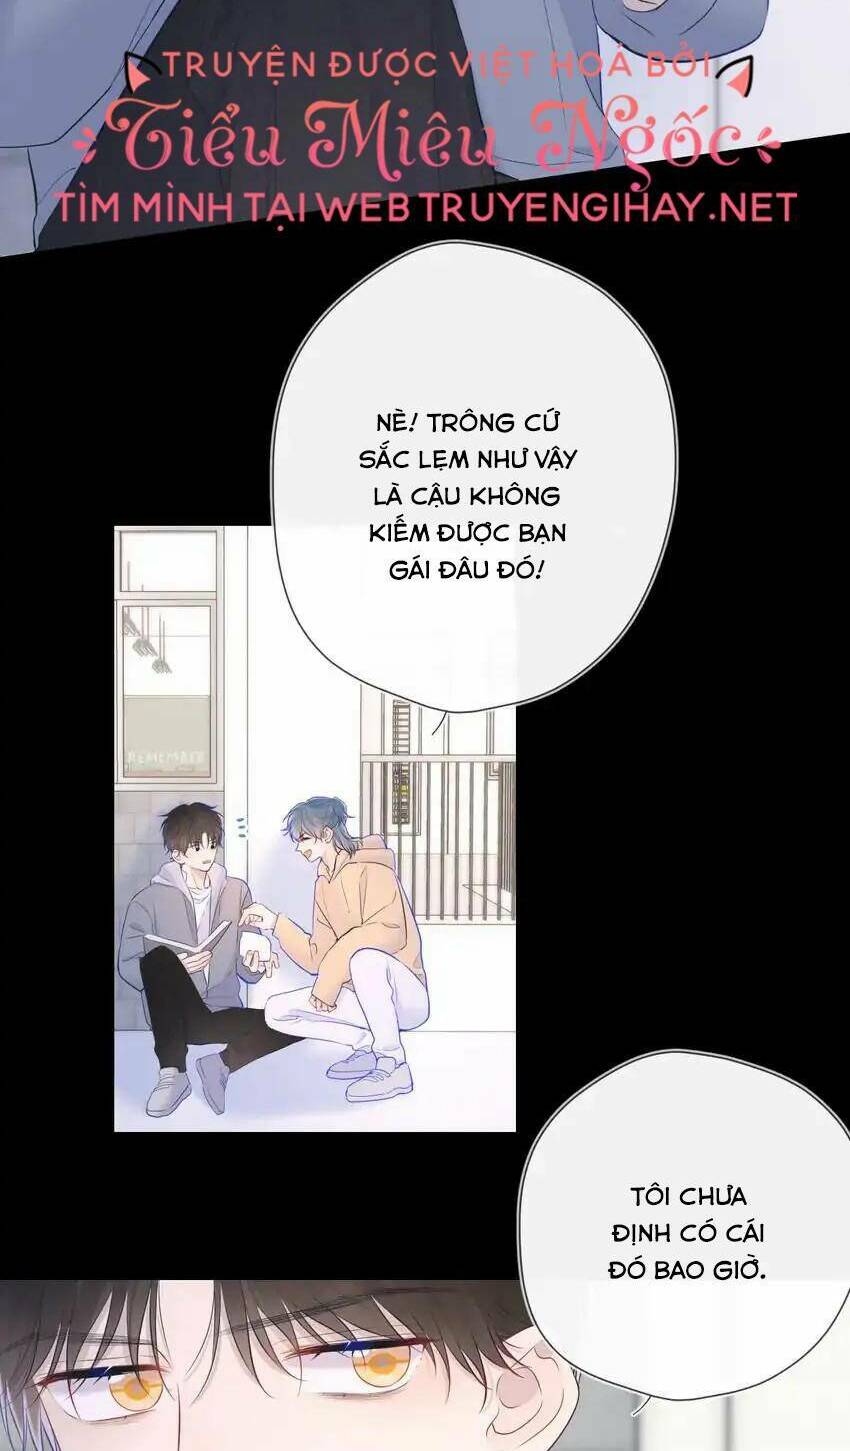 TRUYỆN ĐƯỢC VIỆT HOÁ BỞI
Tiểu Miêu Ngốc
TÌM MÌNH TẠI WEB TRUYENGIHAY.NET
NÈ! TRÔNG CỨ
SẮC LẸM NHƯ VẬY
LÀ CẬU KHÔNG
KIẾM ĐƯỢC BẠN
GÁI ĐÂU ĐÓ!
REMEMBER
TÔI CHƯA
ĐỊNH CÓ CÁI
ĐÓ BAO GIỜ.